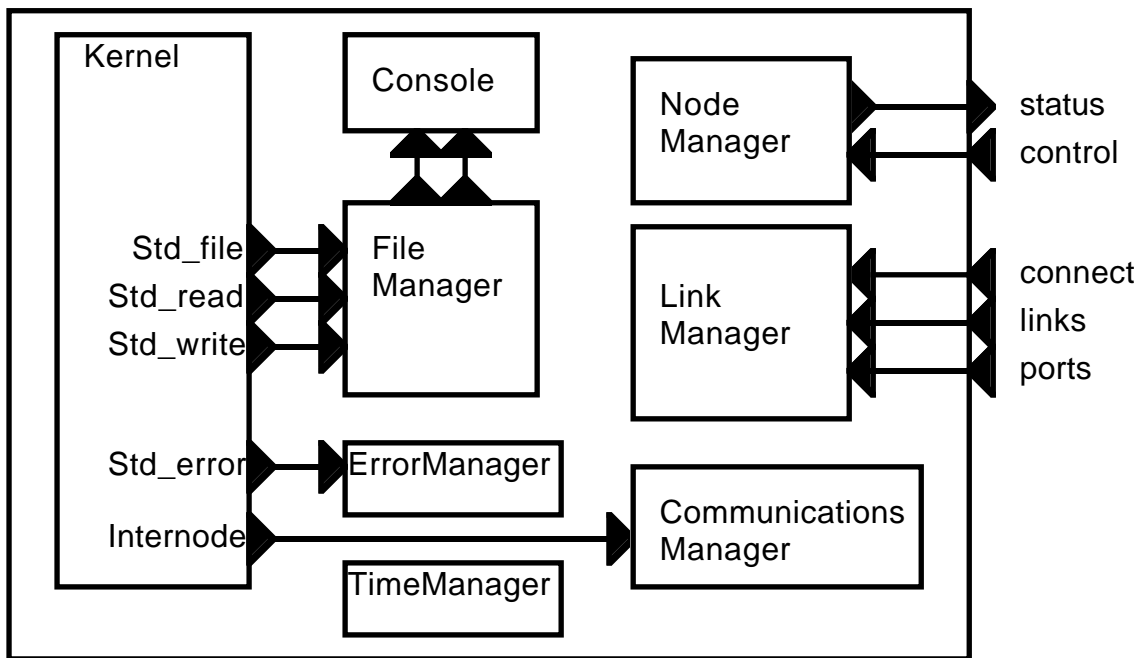 Kernel
Console
Node
Manager
status
control
Std_file
Std_read
Std_write
File
Manager
Link
Manager
connect
links
ports
Std_error
ErrorManager
Internode
Communications
Manager
TimeManager